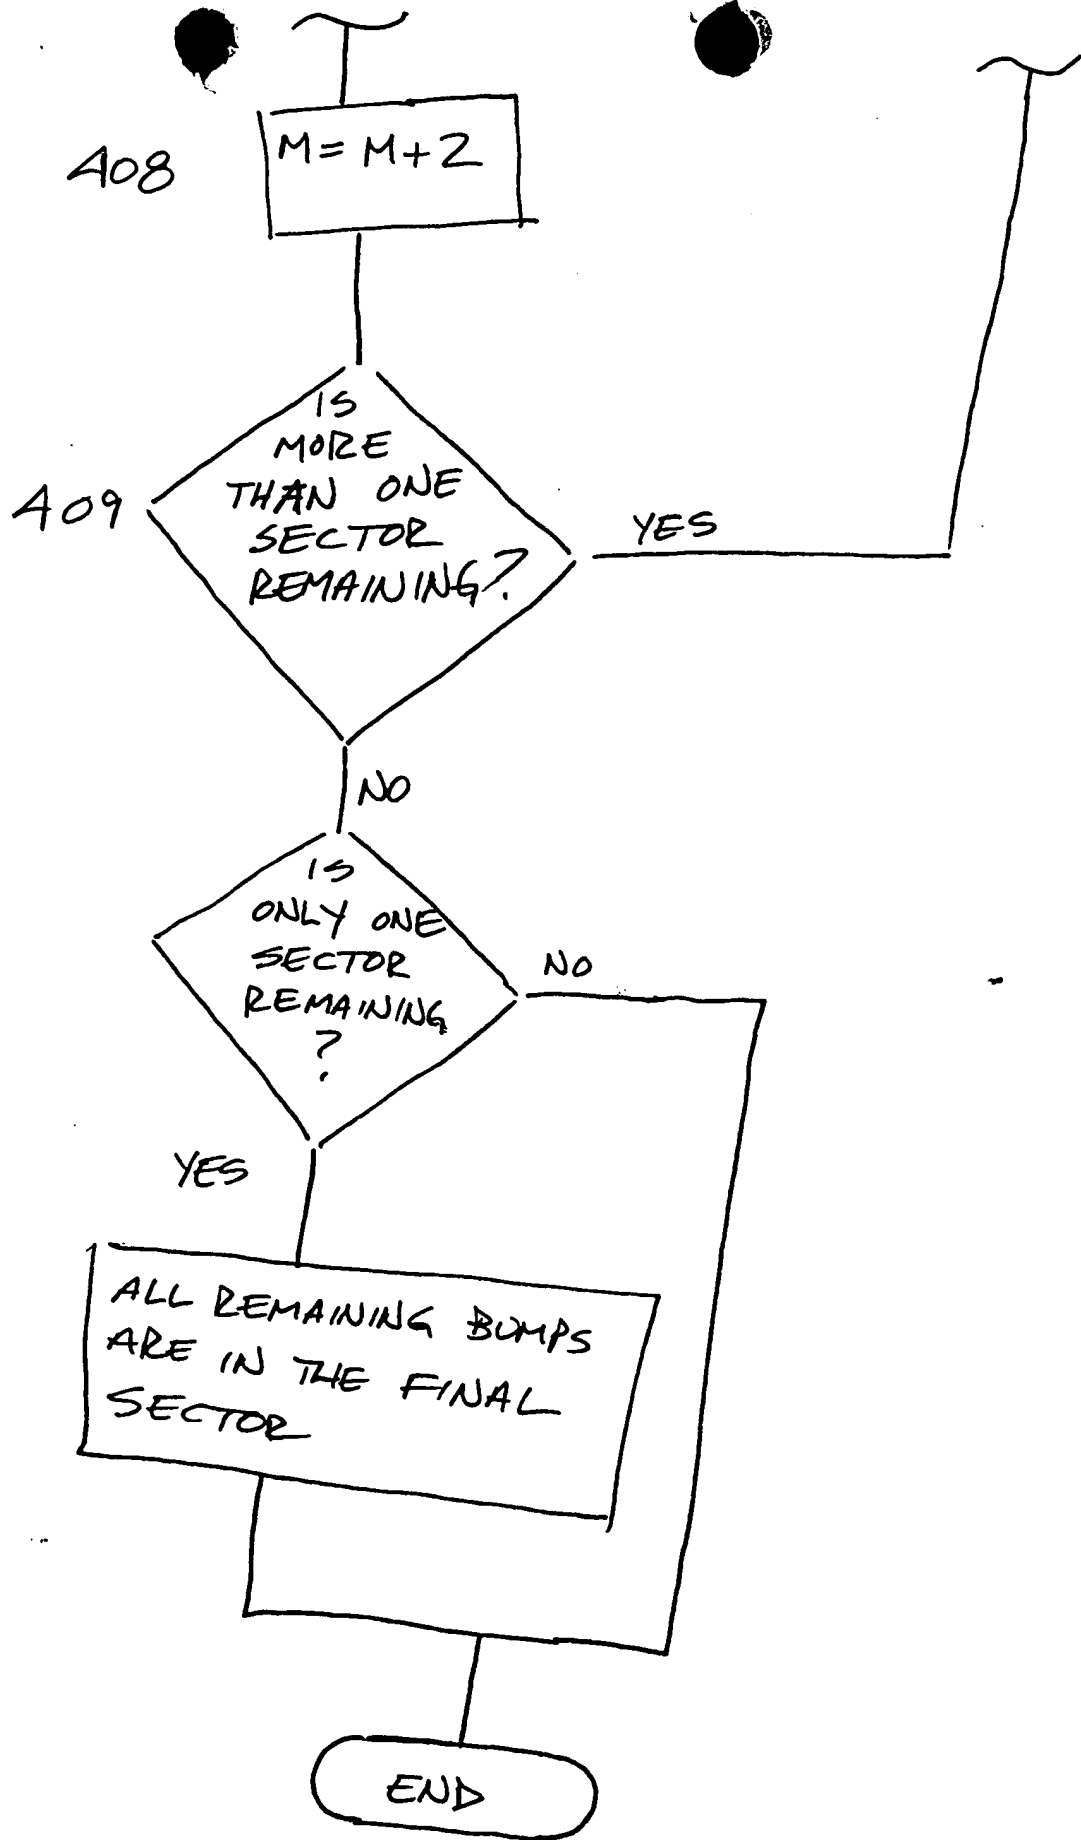 408
M = M+2
409
IS
MORE
THAN ONE
SECTOR
REMAINING?
YES
NO
IS
ONLY ONE
SECTOR
REMAINING
?
NO
YES
ALL REMAINING BUMPS
ARE IN THE FINAL
SECTOR
END